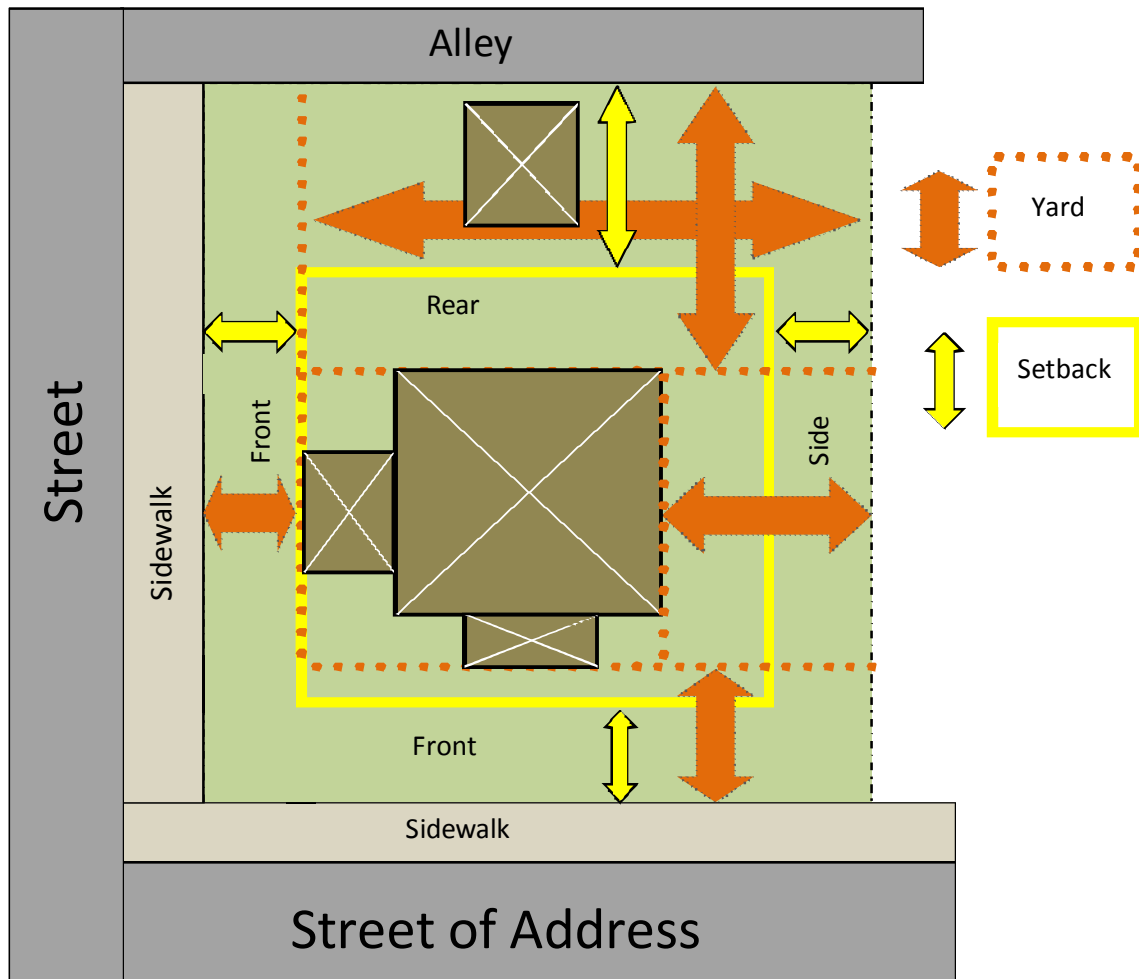 Alley
Yard
Rear
Setback
Street
Sidewalk
Front
Side
Front
Sidewalk
Street of Address